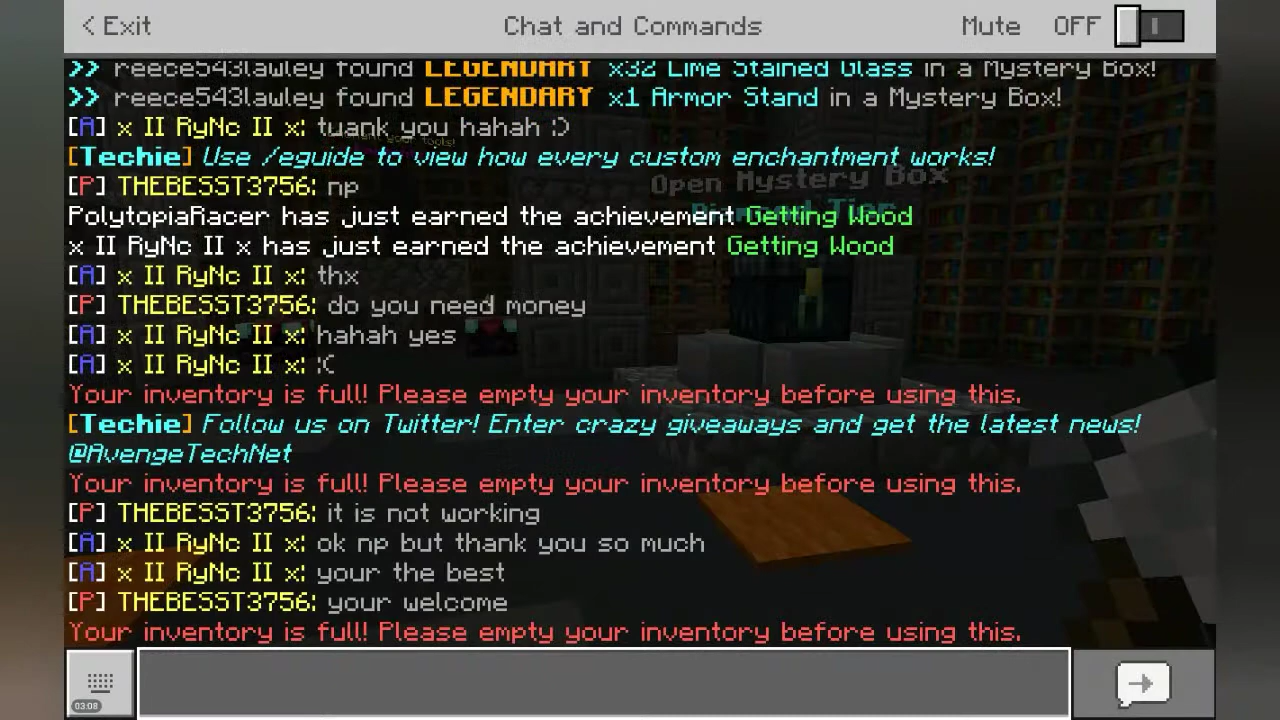 < Exit
Chat and Commands
Mute OFF
>> reece543lawley found LEGENDARY x32 Lime Stained Glass in a Mystery Box!
>> reece543lawley found LEGENDARY x1 Armor Stand in a Mystery Box!
[A] x II RyNc II x: tuank you hahah :)
[Techie] Use /eguide to view how every custom enchantment works!
[P] THEBESST3756: np
Open Mystery Box
PolytopiaRacer has just earned the achievement Getting Wood
x II RyNc II x has just earned the achievement Getting Wood
[A] x II RyNc II x: thx
[P] THEBESST3756: do you need money
[A] x II RyNc II x: hahah yes
[A] x II RyNc II x: :C
Your inventory is full! Please empty your inventory before using this.
[Techie] Follow us on Twitter! Enter crazy giveaways and get the latest news!
@AvengeTechNet
Your inventory is full! Please empty your inventory before using this.
[P] THEBESST3756: it is not working
[A] x II RyNc II x: ok np but thank you so much
[A] x II RyNc II x: your the best
[P] THEBESST3756: your welcome
Your inventory is full! Please empty your inventory before using this.
03:08